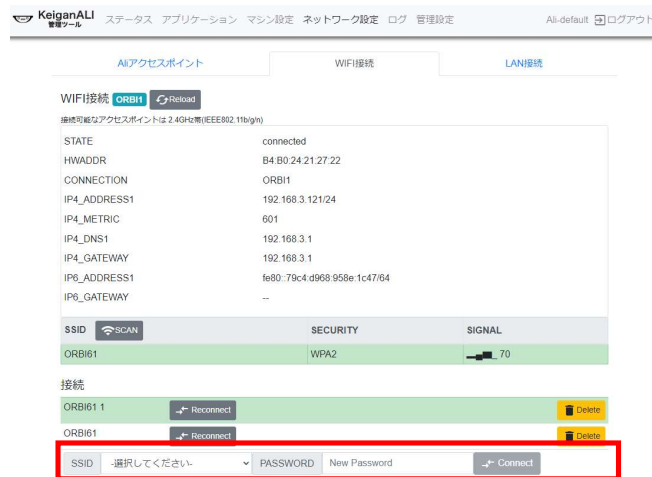 KeiganALI
管理ツール
ステータス アプリケーション マシン設定 ネットワーク設定 ログ 管理設定 Ali-default ログアウト
Aliアクセスポイント WIFI接続 LAN接続
WIFI接続 ORBI1 Reload
接続可能なアクセスポイントは 2.4GHz帯(IEEE802.11b/g/n)
STATE connected
HWADDR B4:B0:24:21:27:22
CONNECTION ORBI1
IP4_ADDRESS1 192.168.3.121/24
IP4_METRIC 601
IP4_DNS1 192.168.3.1
IP4_GATEWAY 192.168.3.1
IP6_ADDRESS1 fe80::79c4:d968:958e:1c47/64
IP6_GATEWAY --
SSID SCAN SECURITY SIGNAL
ORBI61 WPA2 70
接続
ORBI61 1 Reconnect Delete
ORBI61 Reconnect Delete
SSID -選択してください- PASSWORD New Password Connect